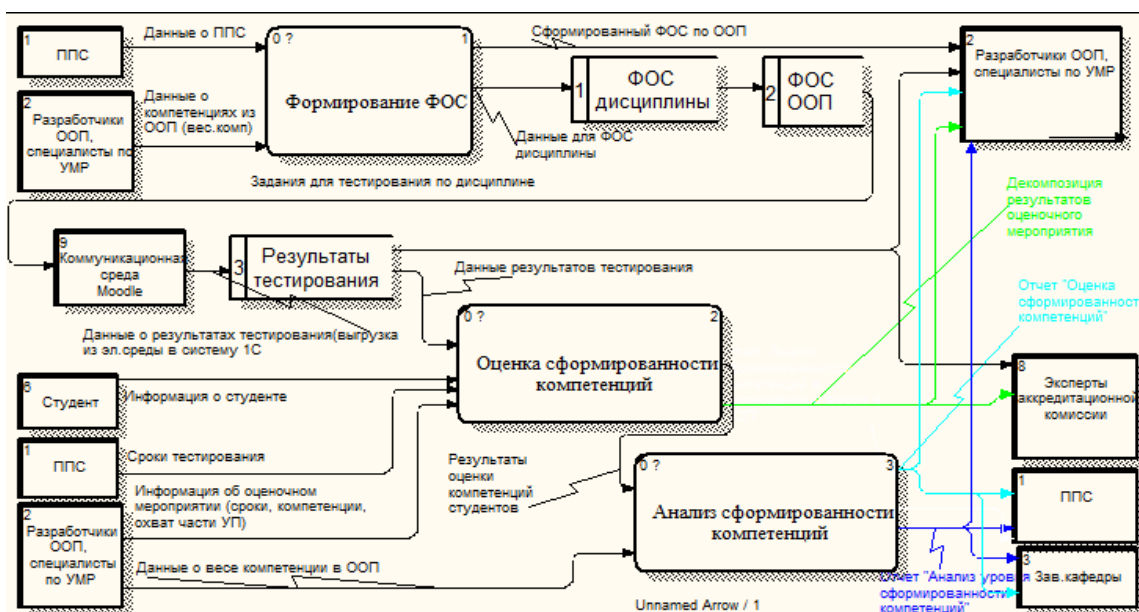 1
ППС
Данные о ППС
2
Разработчики
ООП,
специалисты по
УМР
Данные о
компетенциях из
ООП (вес.комп)
0 ?
1
Формирование ФОС
Сформированный ФОС по ООП
1
ФОС
дисциплины
2
ФОС
ООП
Данные для ФОС
дисциплины
2
Разработчики ООП,
специалисты по УМР
Задания для тестирования по дисциплине
Декомпозиция
результатов
оценочного
мероприятия
9
Коммуникационная
среда
Moodle
3
Результаты
тестирования
Данные результатов тестирования
Данные о результатах тестирования(выгрузка
из эл.среды в систему 1С
Отчет "Оценка
сформированност
компетенций"
0 ?
2
Оценка сформированности
компетенций
6
Студент
Информация о студенте
8
Эксперты
аккредитационной
комиссии
1
ППС
Сроки тестирования
Результаты
оценки
компетенций
студентов
0 ?
3
Анализ сформированности
компетенций
1
ППС
2
Разработчики
ООП,
специалисты
по УМР
Информация об оценочном
мероприятии (сроки, компетенции,
охват части УП)
Данные о весе компетенции в ООП
3
Зав.кафедры
Отчет "Анализ уровня
сформированности
компетенций"
Unnamed Arrow / 1